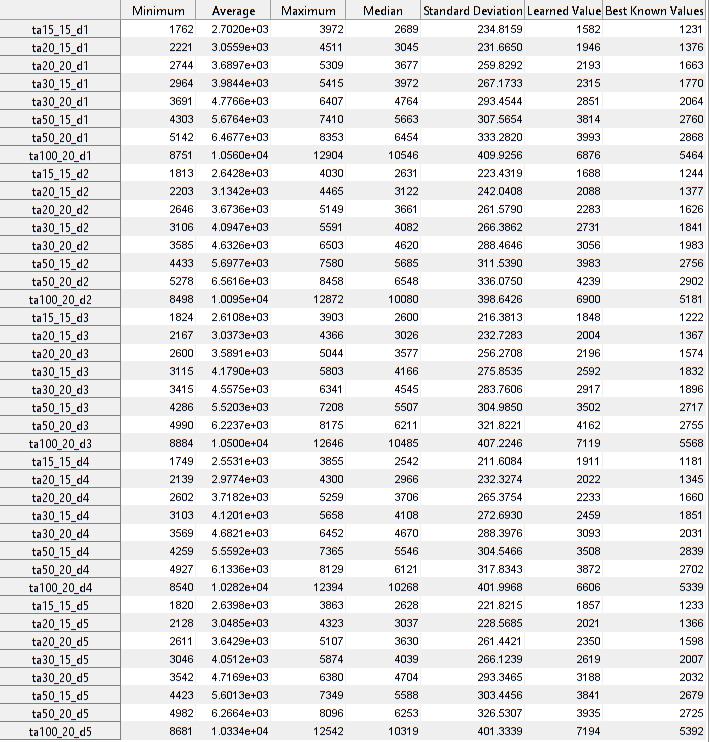 Minimum Average Maximum Median Standard Deviation Learned Value Best Known Values
ta15_15_d1 1762 2.7020e+03 3972 2689 234.8159 1582 1231
ta20_15_d1 2221 3.0559e+03 4511 3045 231.6650 1946 1376
ta20_20_d1 2744 3.6897e+03 5309 3677 259.8292 2193 1663
ta30_15_d1 2964 3.9844e+03 5415 3972 267.1733 2315 1770
ta30_20_d1 3691 4.7766e+03 6407 4764 293.4544 2851 2064
ta50_15_d1 4303 5.6764e+03 7410 5663 307.5654 3814 2760
ta50_20_d1 5142 6.4677e+03 8353 6454 333.2820 3993 2868
ta100_20_d1 8751 1.0560e+04 12904 10546 409.9256 6876 5464
ta15_15_d2 1813 2.6428e+03 4030 2631 223.4319 1688 1244
ta20_15_d2 2203 3.1342e+03 4465 3122 242.0408 2088 1377
ta20_20_d2 2646 3.6736e+03 5149 3661 261.5790 2283 1626
ta30_15_d2 3106 4.0947e+03 5591 4082 266.3862 2731 1841
ta30_20_d2 3585 4.6326e+03 6503 4620 288.4646 3056 1983
ta50_15_d2 4433 5.6977e+03 7580 5685 311.5390 3983 2756
ta50_20_d2 5278 6.5616e+03 8458 6548 336.0750 4239 2902
ta100_20_d2 8498 1.0095e+04 12872 10080 398.6426 6900 5181
ta15_15_d3 1824 2.6108e+03 3903 2600 216.3813 1848 1222
ta20_15_d3 2167 3.0373e+03 4366 3026 232.7283 2004 1367
ta20_20_d3 2600 3.5891e+03 5044 3577 256.2708 2196 1574
ta30_15_d3 3115 4.1790e+03 5803 4166 275.8535 2592 1832
ta30_20_d3 3415 4.5575e+03 6341 4545 283.7606 2917 1896
ta50_15_d3 4286 5.5203e+03 7208 5507 304.9850 3502 2717
ta50_20_d3 4990 6.2237e+03 8175 6211 321.8221 4162 2755
ta100_20_d3 8884 1.0500e+04 12646 10485 407.2246 7119 5568
ta15_15_d4 1749 2.5531e+03 3855 2542 211.6084 1911 1181
ta20_15_d4 2139 2.9774e+03 4300 2966 232.3274 2022 1345
ta20_20_d4 2602 3.7182e+03 5259 3706 265.3754 2233 1660
ta30_15_d4 3103 4.1201e+03 5658 4108 272.6930 2459 1851
ta30_20_d4 3569 4.6821e+03 6452 4670 288.3976 3093 2031
ta50_15_d4 4259 5.5592e+03 7365 5546 304.5466 3508 2839
ta50_20_d4 4927 6.1336e+03 8129 6121 317.8343 3872 2702
ta100_20_d4 8540 1.0282e+04 12394 10268 401.9968 6606 5339
ta15_15_d5 1820 2.6398e+03 3863 2628 221.8215 1857 1233
ta20_15_d5 2128 3.0485e+03 4323 3037 228.5685 2021 1366
ta20_20_d5 2611 3.6429e+03 5107 3630 261.4421 2350 1598
ta30_15_d5 3046 4.0512e+03 5874 4039 266.1239 2619 2007
ta30_20_d5 3542 4.7169e+03 6380 4704 293.3465 3188 2032
ta50_15_d5 4423 5.6013e+03 7349 5588 303.4456 3841 2679
ta50_20_d5 4982 6.2664e+03 8096 6253 326.5307 3935 2725
ta100_20_d5 8681 1.0334e+04 12542 10319 401.3339 7194 5392